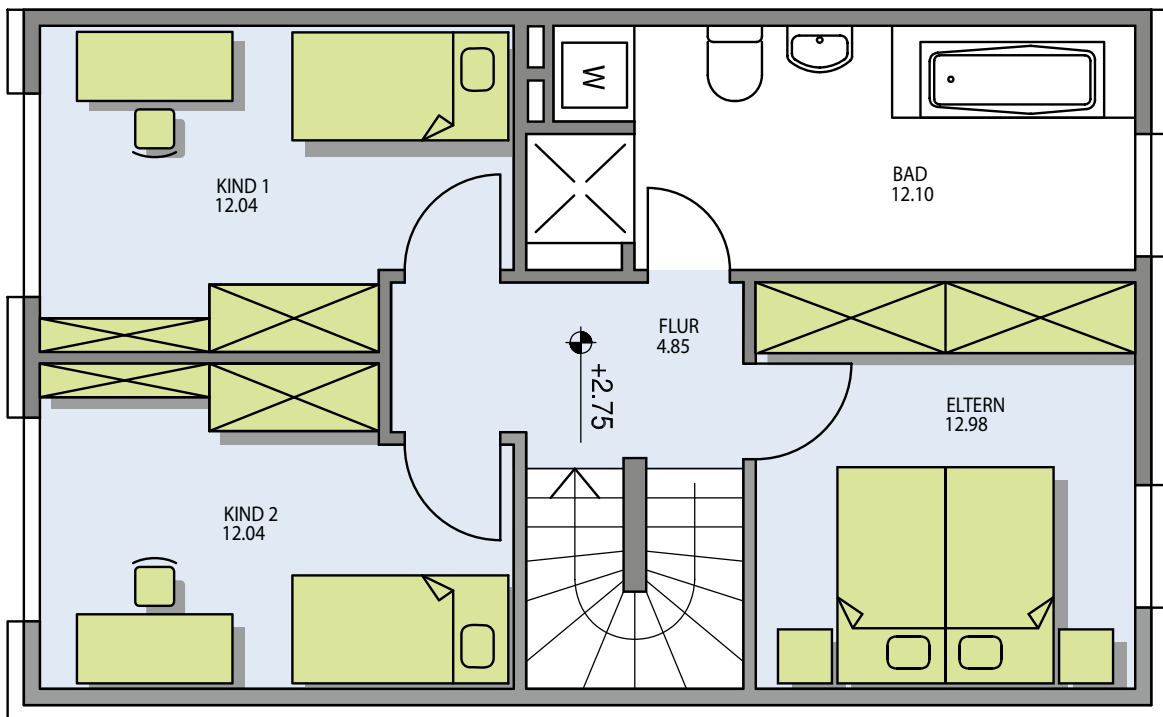 W
KIND 1
12.04
BAD
12.10
FLUR
4.85
+2.75
ELTERN
12.98
KIND 2
12.04